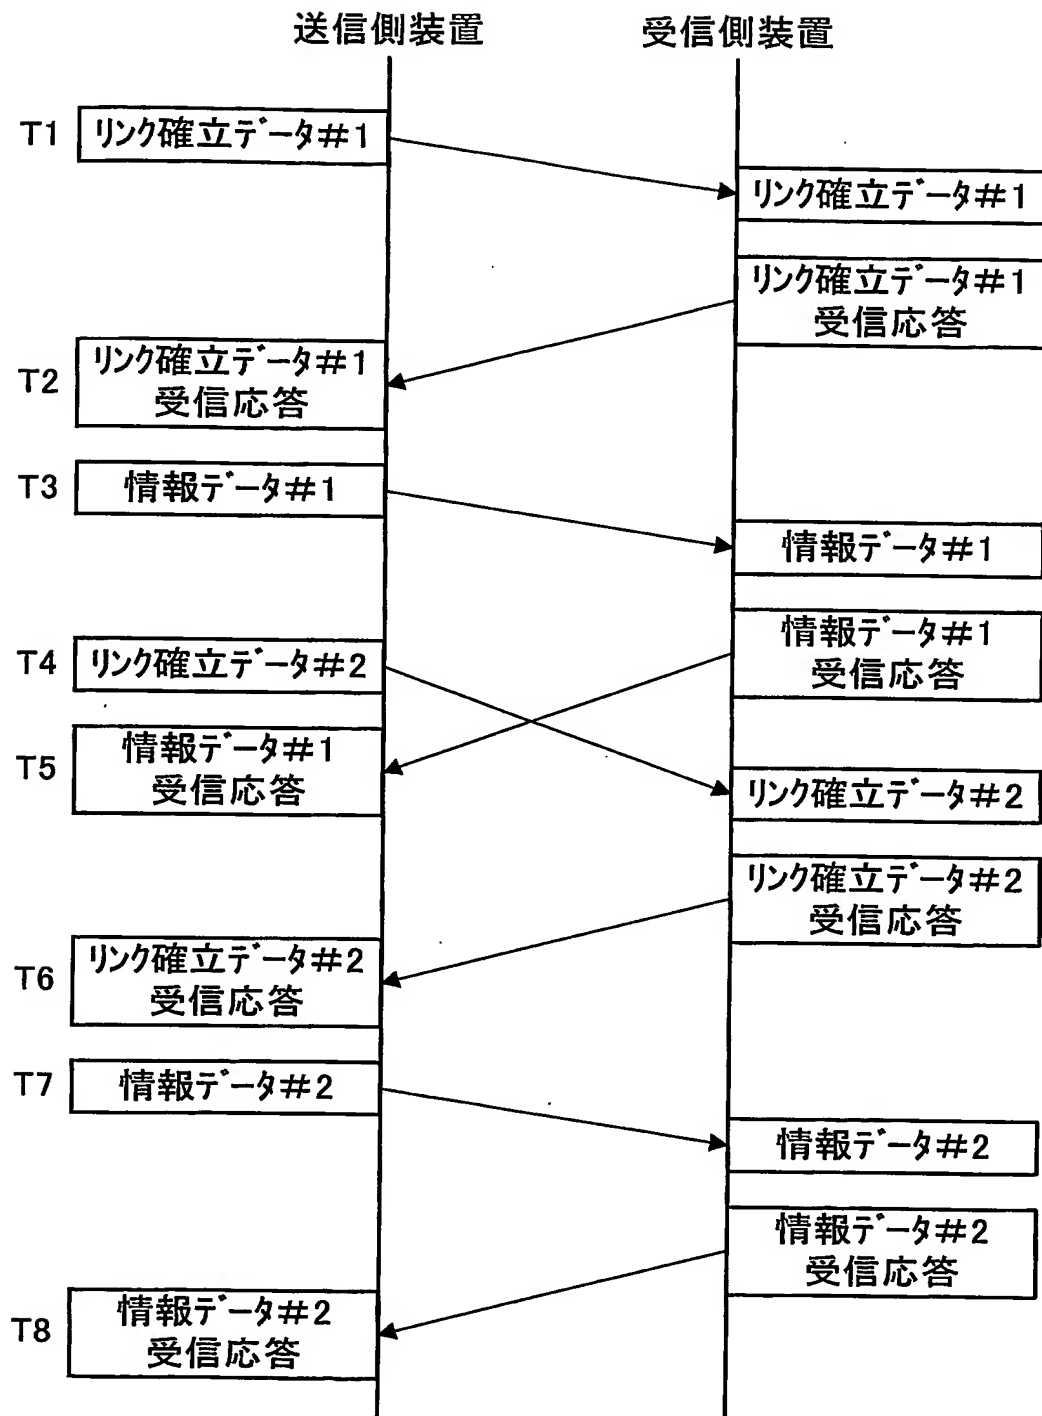 送信側装置
受信側装置
T1
リンク確立データ#1
リンク確立データ#1
リンク確立データ#1
受信応答
T2
リンク確立データ#1
受信応答
T3
情報データ#1
情報データ#1
情報データ#1
受信応答
T4
リンク確立データ#2
T5
情報データ#1
受信応答
リンク確立データ#2
リンク確立データ#2
受信応答
T6
リンク確立データ#2
受信応答
T7
情報データ#2
情報データ#2
情報データ#2
受信応答
T8
情報データ#2
受信応答